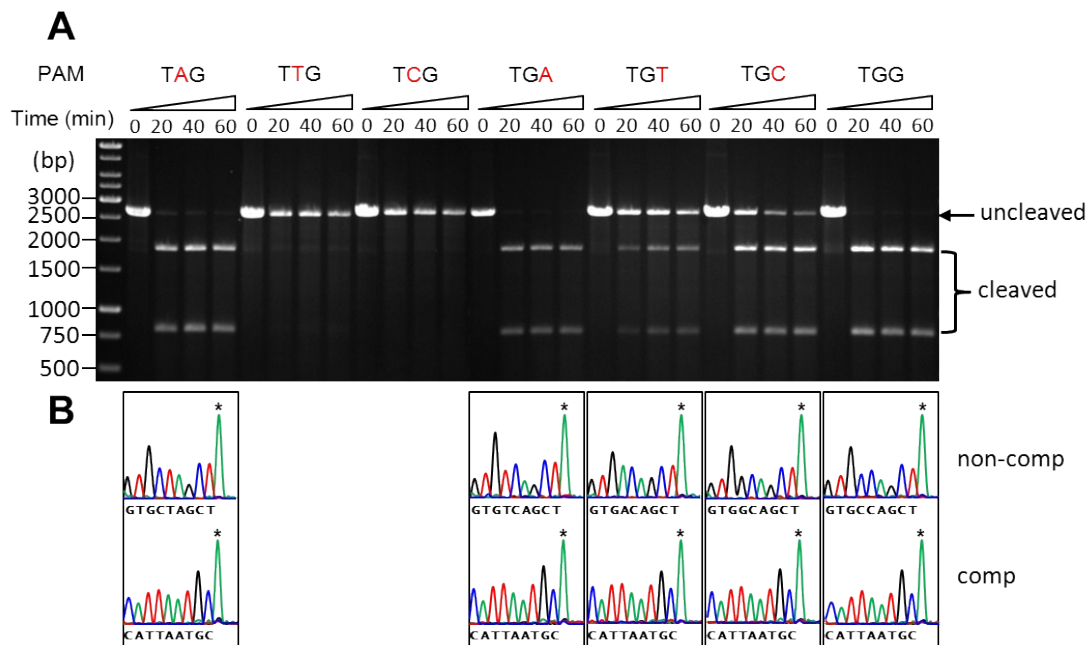 A
PAM TAG TTG TCG TGA TGT TGC TGG
Time (min) 0 20 40 60 0 20 40 60 0 20 40 60 0 20 40 60 0 20 40 60 0 20 40 60 0 20 40 60
(bp)
3000
2500
2000
1500
1000
750
500
uncleaved
cleaved
B
* * * * *
non-comp
GTGCTAGCT GTGTCAGCT GTGACAGCT GTGGCAGCT GTGCCAGCT
* * * * *
comp
CATTAATGC CATTAATGC CATTAATGC CATTAATGC CATTAATGC